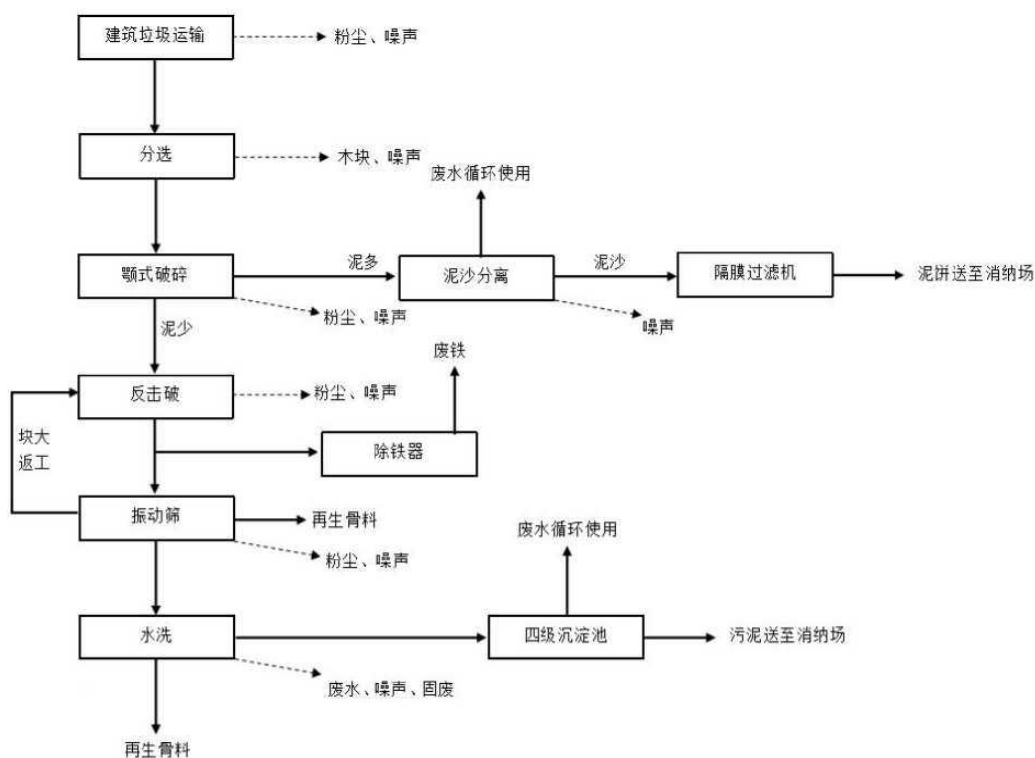 建筑垃圾运输
粉尘、噪声
分选
木块、噪声
废水循环使用
颚式破碎
泥多
泥沙分离
泥沙
隔膜过滤机
泥饼送至消纳场
粉尘、噪声
噪声
泥少
废铁
反击破
粉尘、噪声
块大
返工
除铁器
振动筛
再生骨料
废水循环使用
粉尘、噪声
水洗
四级沉淀池
污泥送至消纳场
废水、噪声、固废
再生骨料